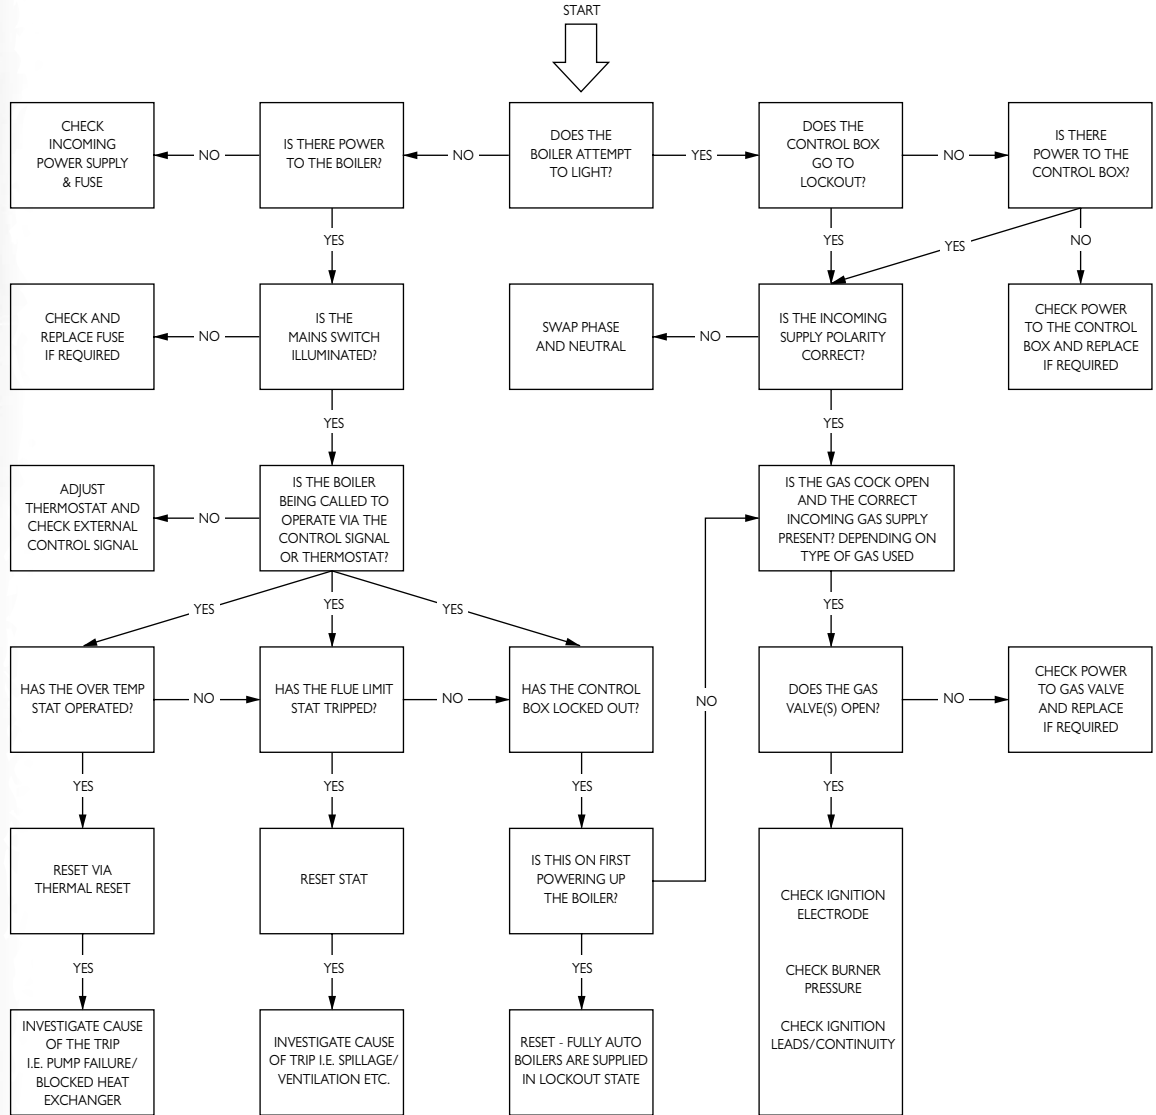 START
CHECK
INCOMING
POWER SUPPLY
& FUSE
NO
IS THERE POWER
TO THE BOILER?
NO
DOES THE
BOILER ATTEMPT
TO LIGHT?
YES
DOES THE
CONTROL BOX
GO TO
LOCKOUT?
NO
IS THERE
POWER TO THE
CONTROL BOX?
YES
YES
YES
NO
CHECK AND
REPLACE FUSE
IF REQUIRED
NO
IS THE
MAINS SWITCH
ILLUMINATED?
SWAP PHASE
AND NEUTRAL
NO
IS THE INCOMING
SUPPLY POLARITY
CORRECT?
CHECK POWER
TO THE CONTROL
BOX AND REPLACE
IF REQUIRED
YES
YES
ADJUST
THERMOSTAT AND
CHECK EXTERNAL
CONTROL SIGNAL
NO
IS THE BOILER
BEING CALLED TO
OPERATE VIA THE
CONTROL SIGNAL
OR THERMOSTAT?
IS THE GAS COCK OPEN
AND THE CORRECT
INCOMING GAS SUPPLY
PRESENT? DEPENDING ON
TYPE OF GAS USED
YES
YES
YES
YES
HAS THE OVER TEMP
STAT OPERATED?
NO
HAS THE FLUE LIMIT
STAT TRIPPED?
NO
HAS THE CONTROL
BOX LOCKED OUT?
NO
DOES THE GAS
VALVE(S) OPEN?
NO
CHECK POWER
TO GAS VALVE
AND REPLACE
IF REQUIRED
YES
YES
YES
YES
RESET VIA
THERMAL RESET
RESET STAT
IS THIS ON FIRST
POWERING UP
THE BOILER?
CHECK IGNITION
ELECTRODE
CHECK BURNER
PRESSURE
CHECK IGNITION
LEADS/CONTINUITY
YES
YES
YES
INVESTIGATE CAUSE
OF THE TRIP
I.E. PUMP FAILURE/
BLOCKED HEAT
EXCHANGER
INVESTIGATE CAUSE
OF TRIP I.E. SPILLAGE/
VENTILATION ETC.
RESET - FULLY AUTO
BOILERS ARE SUPPLIED
IN LOCKOUT STATE